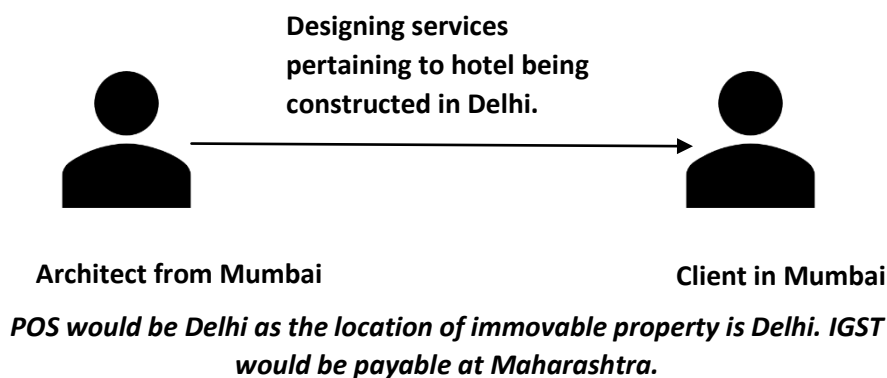 Designing services
pertaining to hotel being
constructed in Delhi.
Architect from Mumbai
Client in Mumbai
POS would be Delhi as the location of immovable property is Delhi. IGST
would be payable at Maharashtra.